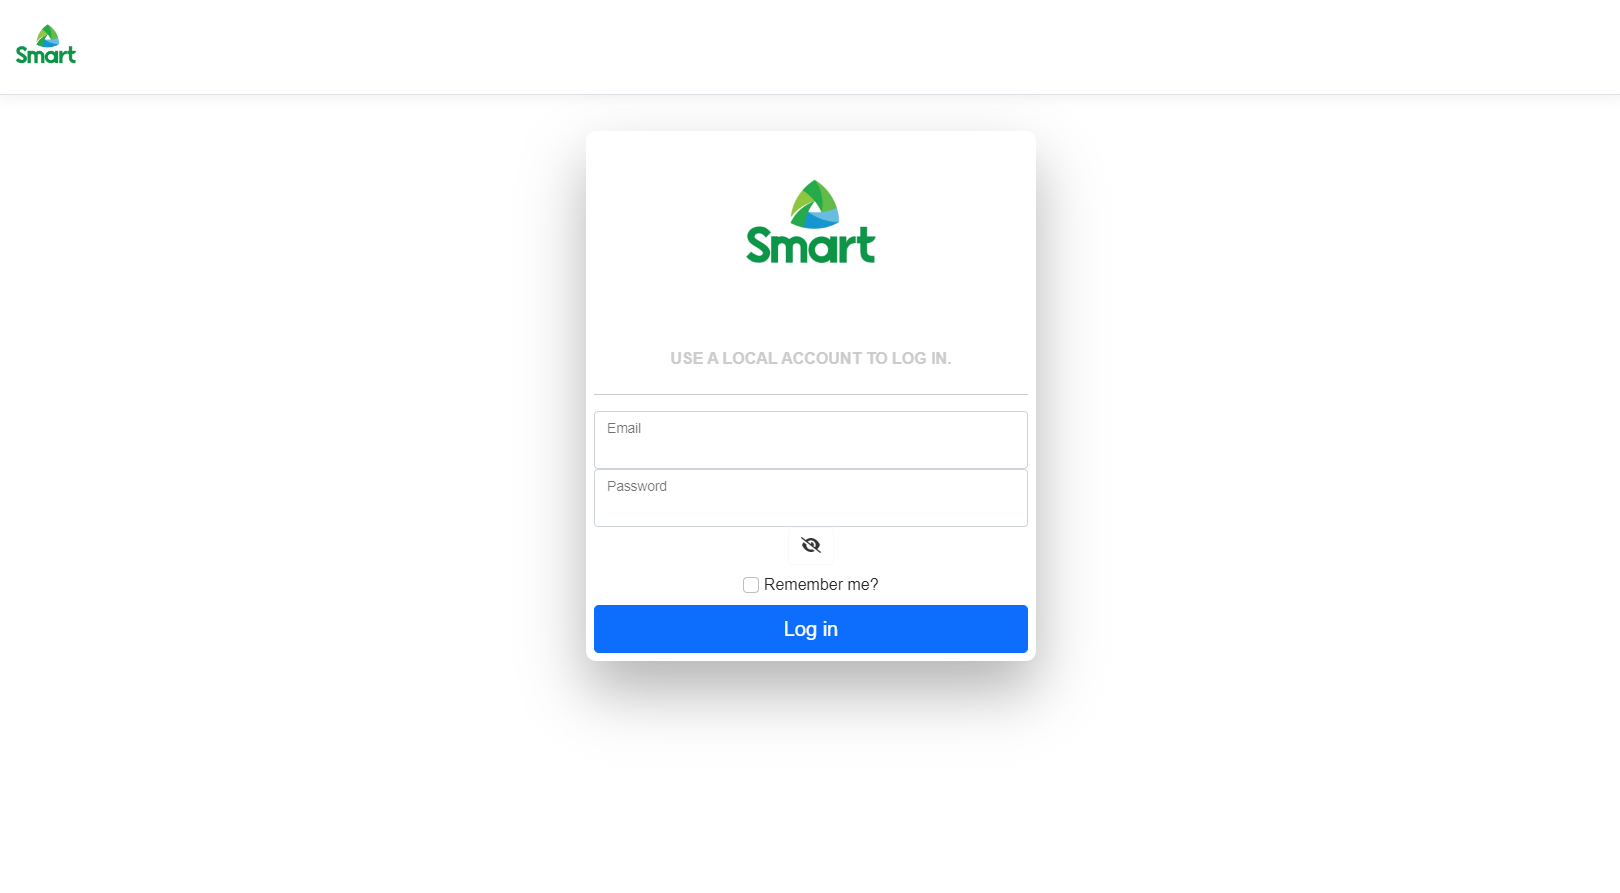 Smart
Smart
USE A LOCAL ACCOUNT TO LOG IN.
Email
Password
Remember me?
Log in